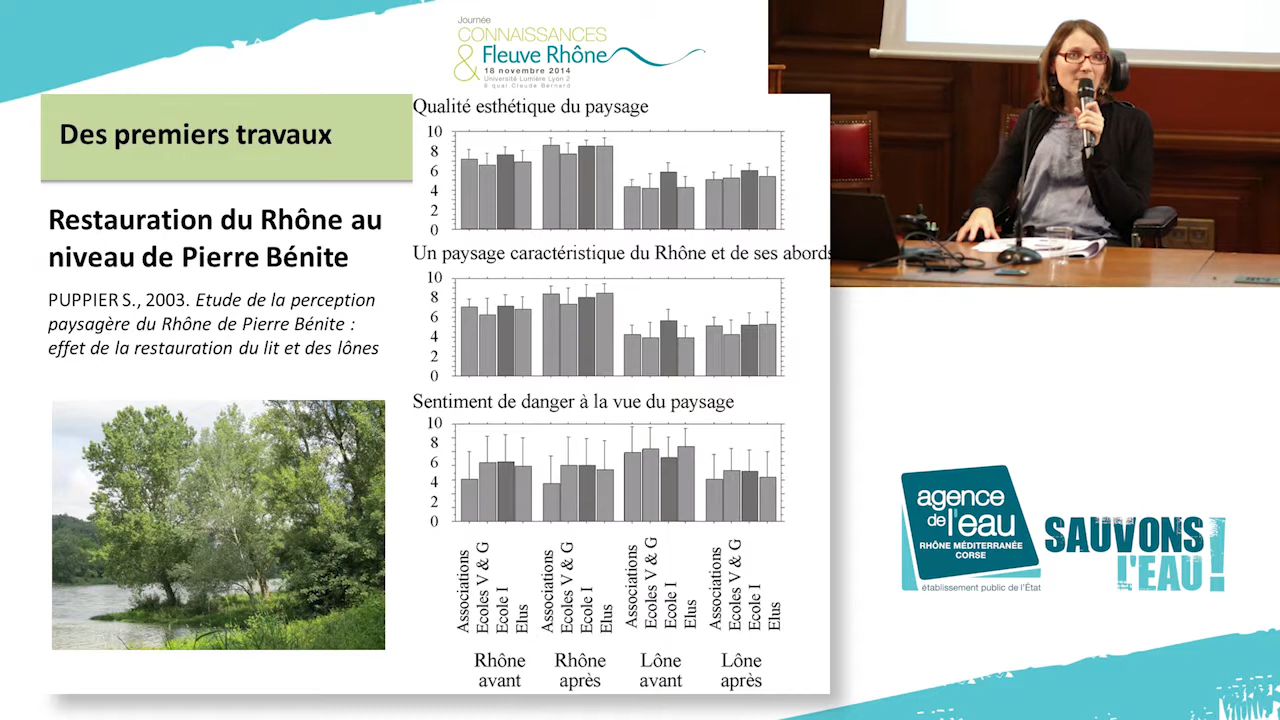 Journée
CONNAISSANCES
& Fleuve Rhône
18 novembre 2014
Université Lumière Lyon 2
8 quai Claude Bernard
Des premiers travaux
Restauration du Rhône au
niveau de Pierre Bénite
PUPPIER S., 2003. Etude de la perception
paysagère du Rhône de Pierre Bénite :
effet de la restauration du lit et des lônes
Qualité esthétique du paysage
10
8
6
4
2
0
Un paysage caractéristique du Rhône et de ses abords
10
8
6
4
2
0
Sentiment de danger à la vue du paysage
10
8
6
4
2
0
Associations
Ecoles V & G
Ecole I
Elus
Associations
Ecoles V & G
Ecole I
Elus
Associations
Ecoles V & G
Ecole I
Elus
Associations
Ecoles V & G
Ecole I
Elus
Rhône
avant
Rhône
après
Lône
avant
Lône
après
agence
de l'eau
RHÔNE MÉDITERRANÉE
CORSE
établissement public de l'État
SAUVONS
L'EAU !